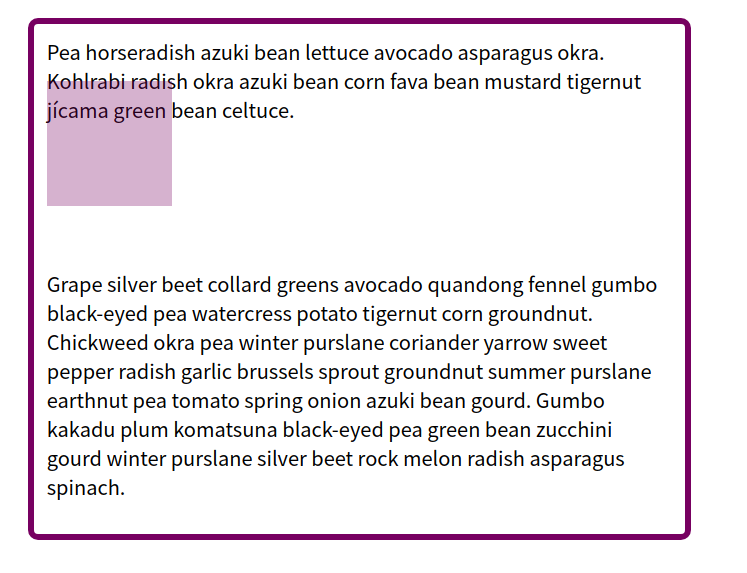 Pea horseradish azuki bean lettuce avocado asparagus okra.
Kohlrabi radish okra azuki bean corn fava bean mustard tigernut
jícama green bean celtuce.
Grape silver beet collard greens avocado quandong fennel gumbo
black-eyed pea watercress potato tigernut corn groundnut.
Chickweed okra pea winter purslane coriander yarrow sweet
pepper radish garlic brussels sprout groundnut summer purslane
earthnut pea tomato spring onion azuki bean gourd. Gumbo
kakadu plum komatsuna black-eyed pea green bean zucchini
gourd winter purslane silver beet rock melon radish asparagus
spinach.